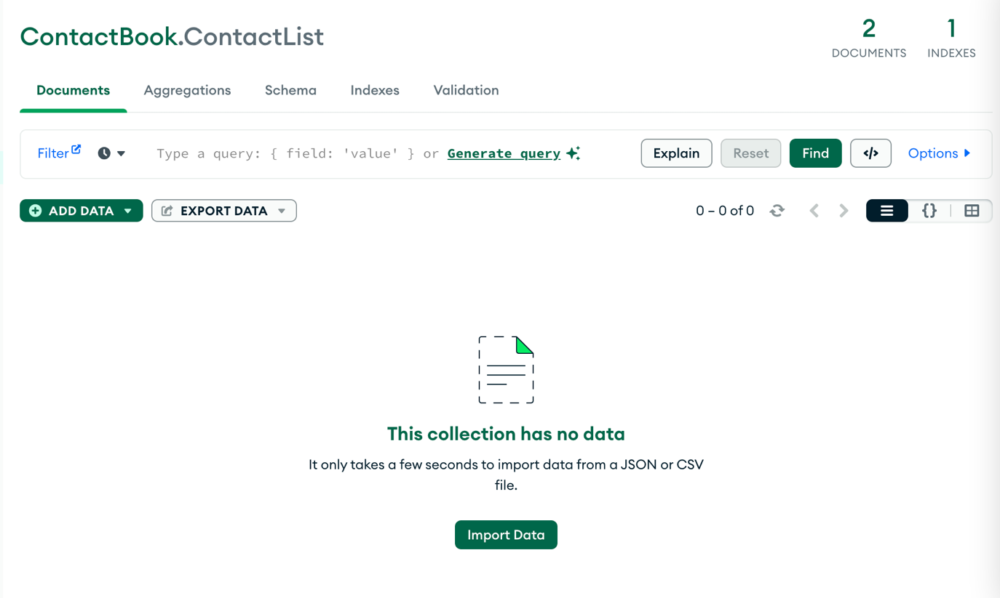 ContactBook.ContactList
2
DOCUMENTS
1
INDEXES
Documents Aggregations Schema Indexes Validation
Filter Type a query: { field: 'value' } or Generate query Explain Reset Find </> Options
ADD DATA EXPORT DATA 0 – 0 of 0 {}
This collection has no data
It only takes a few seconds to import data from a JSON or CSV
file.
Import Data